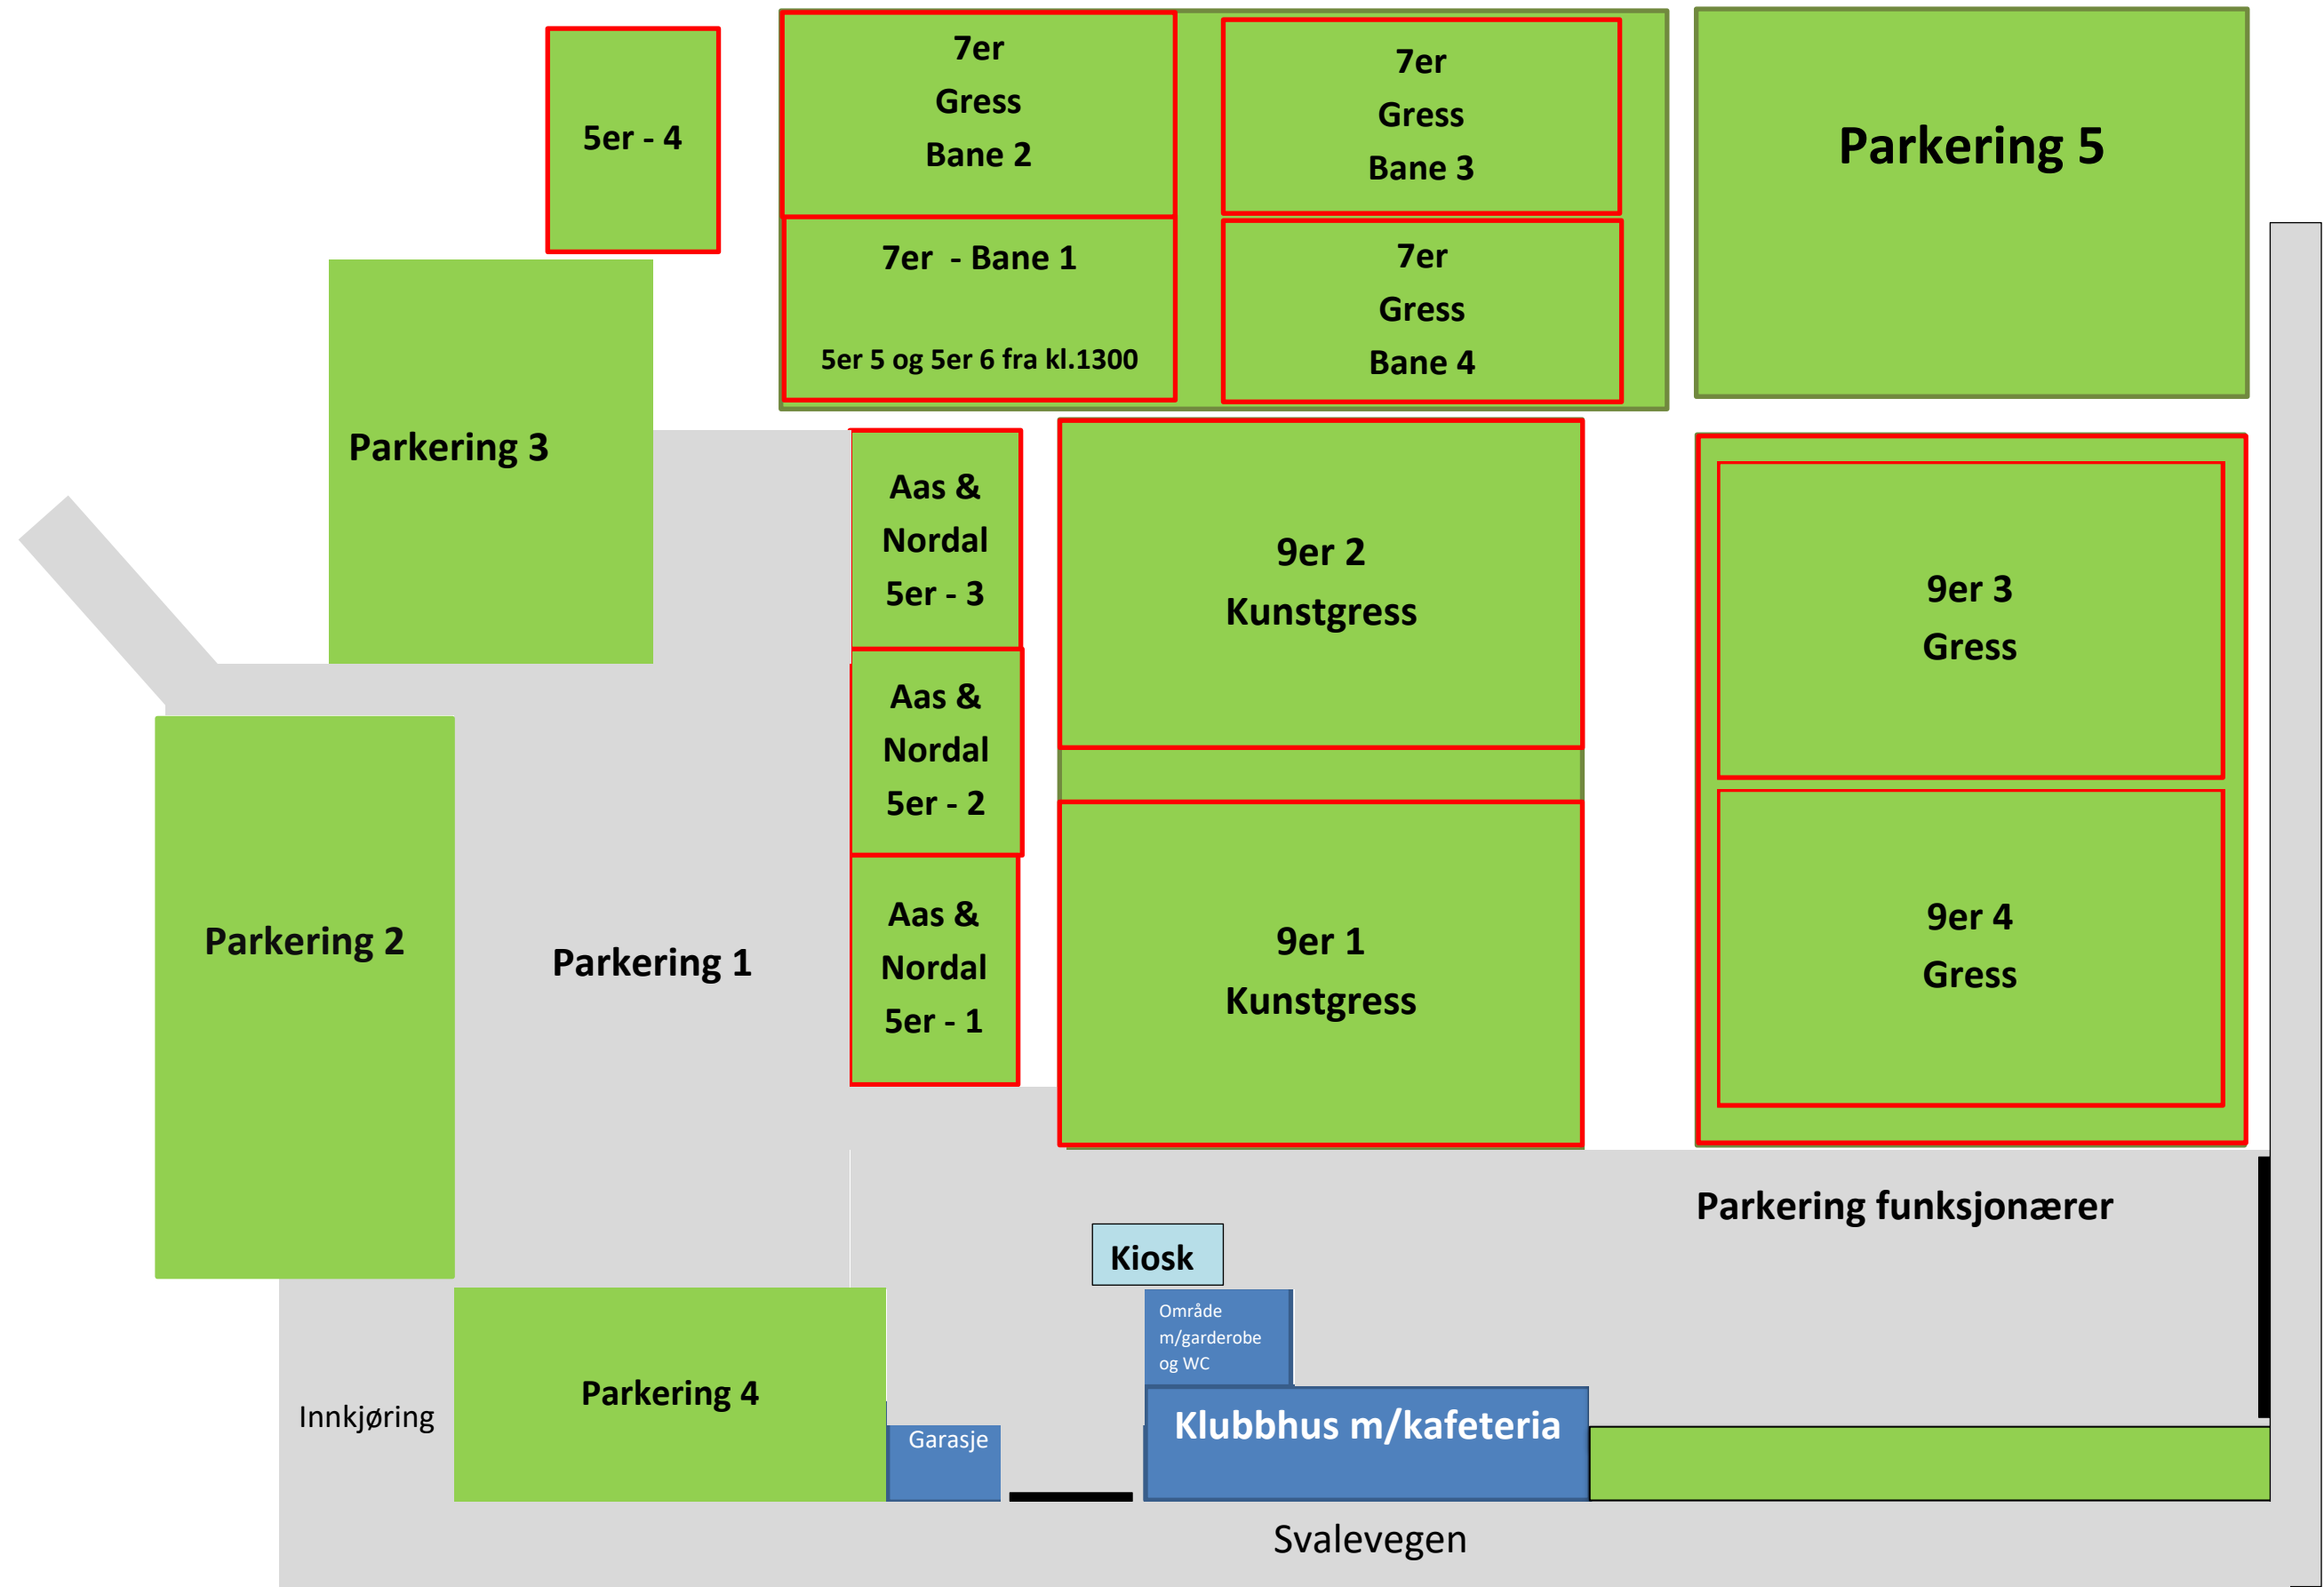 5er - 4
7er
Gress
Bane 2
7er
Gress
Bane 3
Parkering 5
7er  - Bane 1
5er 5 og 5er 6 fra kl.1300
7er
Gress
Bane 4
Parkering 3
Aas &
Nordal
5er - 3
9er 2
Kunstgress
9er 3
Gress
Aas &
Nordal
5er - 2
Parkering 2
Parkering 1
Aas &
Nordal
5er - 1
9er 1
Kunstgress
9er 4
Gress
Parkering funksjonærer
Kiosk
Område
m/garderobe
og WC
Innkjøring
Parkering 4
Garasje
Klubbhus m/kafeteria
Svalevegen